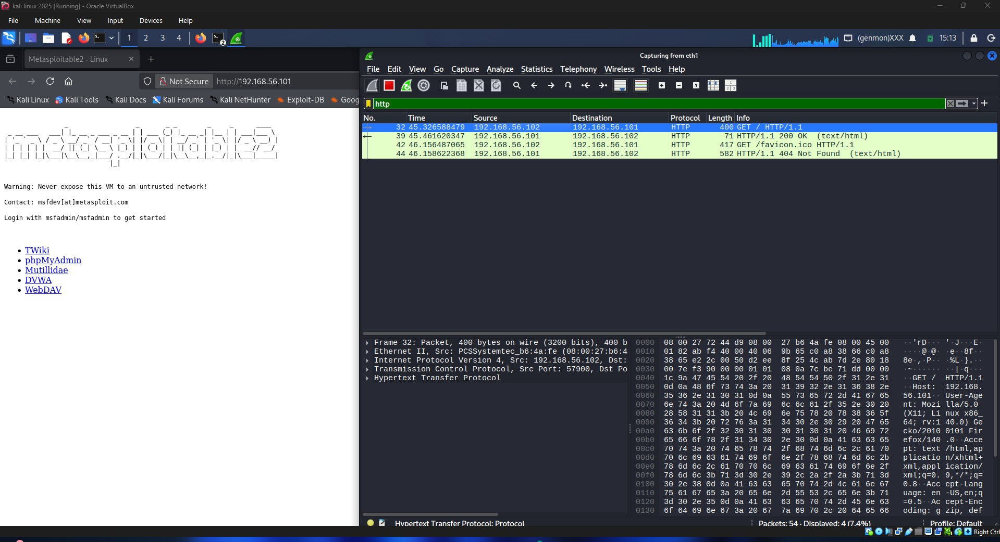 kali linux 2025 [Running] - Oracle VirtualBox
File Machine View Input Devices Help
1 2 3 4 2 (genmon)XXX 15:13
Metasploitable2 - Linux
Not Secure http://192.168.56.101
Kali Linux Kali Tools Kali Docs Kali Forums Kali NetHunter Exploit-DB Goog
metasploitable2
Warning: Never expose this VM to an untrusted network!
Contact: msfdev[at]metasploit.com
Login with msfadmin/msfadmin to get started
TWiki
phpMyAdmin
Mutillidae
DVWA
WebDAV
Capturing from eth1
File Edit View Go Capture Analyze Statistics Telephony Wireless Tools Help
http
No. Time Source Destination Protocol Length Info
32 45.326588479 192.168.56.102 192.168.56.101 HTTP 400 GET / HTTP/1.1
39 45.461620347 192.168.56.101 192.168.56.102 HTTP 71 HTTP/1.1 200 OK (text/html)
42 46.156487065 192.168.56.102 192.168.56.101 HTTP 417 GET /favicon.ico HTTP/1.1
44 46.158622368 192.168.56.101 192.168.56.102 HTTP 582 HTTP/1.1 404 Not Found (text/html)
Frame 32: Packet, 400 bytes on wire (3200 bits), 400 b
Ethernet II, Src: PCSSystemtec_b6:4a:fe (08:00:27:b6:4
Internet Protocol Version 4, Src: 192.168.56.102, Dst:
Transmission Control Protocol, Src Port: 57900, Dst Po
Hypertext Transfer Protocol
0000 08 00 27 72 44 d9 08 00 27 b6 4a fe 08 00 45 00 ··'rD··· '·J···E·
0010 01 82 ab f4 40 00 40 06 9b 65 c0 a8 38 66 c0 a8 ····@·@· ·e··8f··
0020 38 65 e2 2c 00 50 d2 ee 8f 25 4c ab 7d 2e 80 18 8e·,·P·· ·%L·}.··
0030 00 7e f3 90 00 00 01 01 08 0a 7c be 71 dd 00 00 ·~······ ··|·q···
0040 1c 9a 47 45 54 20 2f 20 48 54 54 50 2f 31 2e 31 ··GET / HTTP/1.1
0050 0d 0a 48 6f 73 74 3a 20 31 39 32 2e 31 36 38 2e ··Host: 192.168.
0060 35 36 2e 31 30 31 0d 0a 55 73 65 72 2d 41 67 65 56.101·· User-Age
0070 6e 74 3a 20 4d 6f 7a 69 6c 6c 61 2f 35 2e 30 20 nt: Mozi lla/5.0
0080 28 58 31 31 3b 20 4c 69 6e 75 78 20 78 38 36 5f (X11; Li nux x86_
0090 36 34 3b 20 72 76 3a 31 34 30 2e 30 29 20 47 65 64; rv:1 40.0) Ge
00a0 63 6b 6f 2f 32 30 31 30 30 31 30 31 20 46 69 72 cko/2010 0101 Fir
00b0 65 66 6f 78 2f 31 34 30 2e 30 0d 0a 41 63 63 65 efox/140 .0··Acce
00c0 70 74 3a 20 74 65 78 74 2f 68 74 6d 6c 2c 61 70 pt: text /html,ap
00d0 70 6c 69 63 61 74 69 6f 6e 2f 78 68 74 6d 6c 2b plicatio n/xhtml+
00e0 78 6d 6c 2c 61 70 70 6c 69 63 61 74 69 6f 6e 2f xml,appl ication/
00f0 78 6d 6c 3b 71 3d 30 2e 39 2c 2a 2f 2a 3b 71 3d xml;q=0. 9,*/*;q=
0100 30 2e 38 0d 0a 41 63 63 65 70 74 2d 4c 61 6e 67 0.8··Acc ept-Lang
0110 75 61 67 65 3a 20 65 6e 2d 55 53 2c 65 6e 3b 71 uage: en -US,en;q
0120 3d 30 2e 35 0d 0a 41 63 63 65 70 74 2d 45 6e 63 =0.5··Ac cept-Enc
0130 6f 64 69 6e 67 3a 20 67 7a 69 70 2c 20 64 65 66 oding: g zip, def
Hypertext Transfer Protocol: Protocol Packets: 54 · Displayed: 4 (7.4%) Profile: Default
Right Ctrl